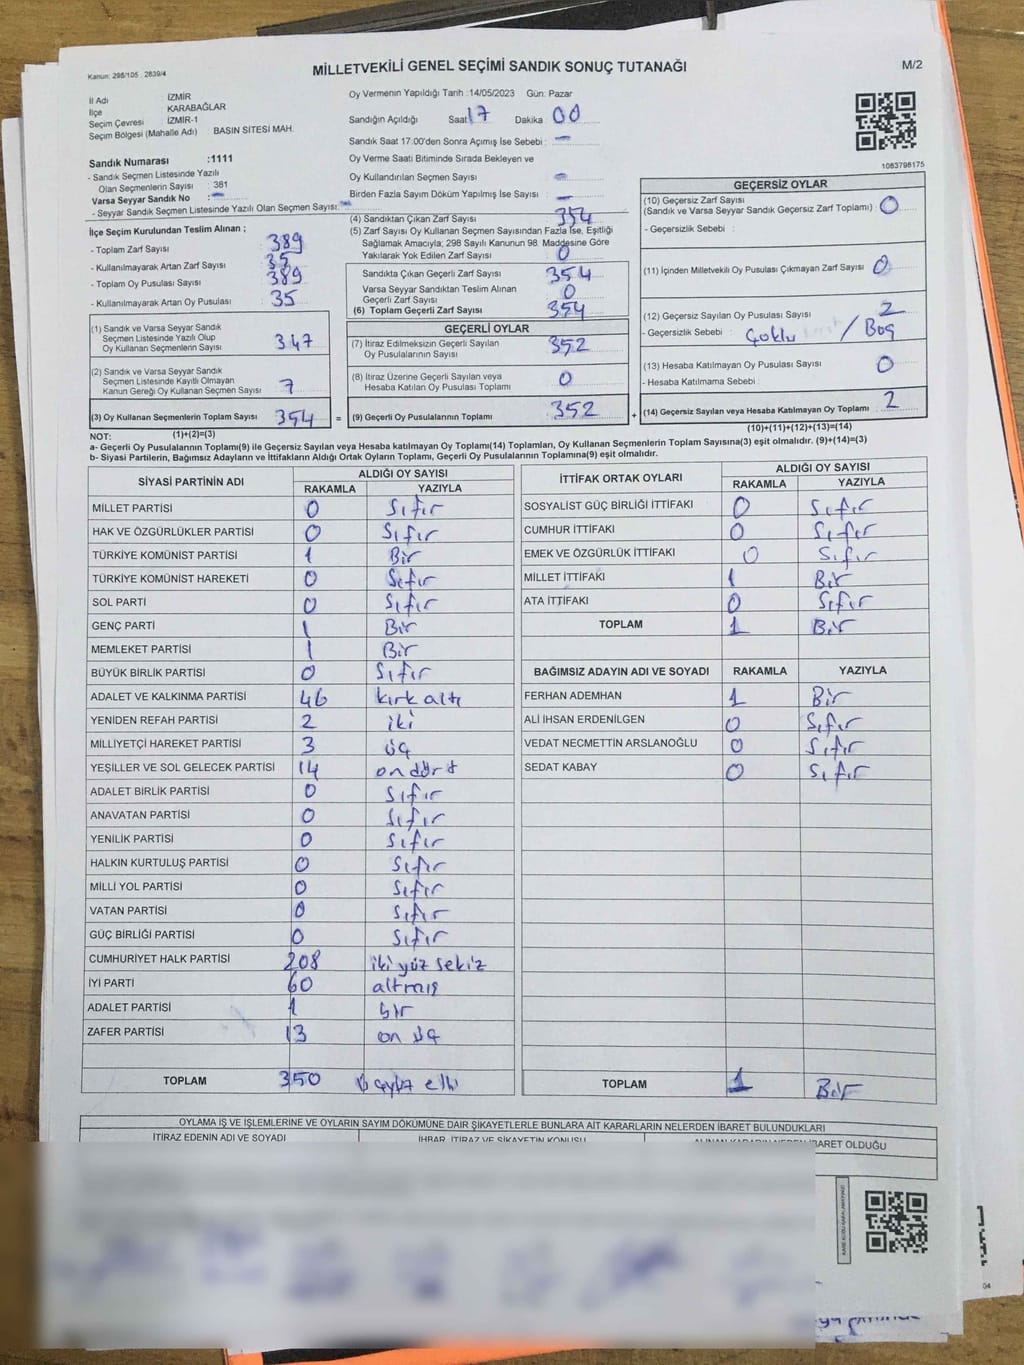 Kanun: 298/105 . 2839/4
MİLLETVEKİLİ GENEL SEÇİMİ SANDIK SONUÇ TUTANAĞI
M/2
İl Adı : İZMİR
İlçe : KARABAĞLAR
Seçim Çevresi : İZMİR-1
Seçim Bölgesi (Mahalle Adı) BASIN SİTESİ MAH.
Sandık Numarası :1111
- Sandık Seçmen Listesinde Yazılı
Olan Seçmenlerin Sayısı : 381
Varsa Seyyar Sandık No : -
- Seyyar Sandık Seçmen Listesinde Yazılı Olan Seçmen Sayısı: -
Oy Vermenin Yapıldığı Tarih :14/05/2023 Gün: Pazar
Sandığın Açıldığı Saat 17 Dakika 00
Sandık Saat 17:00'den Sonra Açımış İse Sebebi : -
Oy Verme Saati Bitiminde Sırada Bekleyen ve
Oy Kullandırılan Seçmen Sayısı -
Birden Fazla Sayım Döküm Yapılmış İse Sayısı -
1083798175
İlçe Seçim Kurulundan Teslim Alınan ;
- Toplam Zarf Sayısı : 389
- Kullanılmayarak Artan Zarf Sayısı : 35
- Toplam Oy Pusulası Sayısı : 389
- Kullanılmayarak Artan Oy Pusulası : 35
(1) Sandık ve Varsa Seyyar Sandık
Seçmen Listesinde Yazılı Olup
Oy Kullanan Seçmenlerin Sayısı 347
(2) Sandık ve Varsa Seyyar Sandık
Seçmen Listesinde Kayıtlı Olmayan
Kanun Gereği Oy Kullanan Seçmen Sayısı 7
(3) Oy Kullanan Seçmenlerin Toplam Sayısı 354 =
(1)+(2)=(3)
(4) Sandıktan Çıkan Zarf Sayısı 354
(5) Zarf Sayısı Oy Kullanan Seçmen Sayısından Fazla İse, Eşitliği
Sağlamak Amacıyla; 298 Sayılı Kanunun 98. Maddesine Göre
Yakılarak Yok Edilen Zarf Sayısı 0
Sandıkta Çıkan Geçerli Zarf Sayısı 354
Varsa Seyyar Sandıktan Teslim Alınan
Geçerli Zarf Sayısı 0
(6) Toplam Geçerli Zarf Sayısı 354
GEÇERLİ OYLAR
(7) İtiraz Edilmeksizin Geçerli Sayılan
Oy Pusulalarının Sayısı 352
(8) İtiraz Üzerine Geçerli Sayılan veya
Hesaba Katılan Oy Pusulası Toplamı 0
(9) Geçerli Oy Pusulalarının Toplamı 352 +
GEÇERSİZ OYLAR
(10) Geçersiz Zarf Sayısı
(Sandık ve Varsa Seyyar Sandık Geçersiz Zarf Toplamı) 0
- Geçersizlik Sebebi :
(11) İçinden Milletvekili Oy Pusulası Çıkmayan Zarf Sayısı 0
(12) Geçersiz Sayılan Oy Pusulası Sayısı 2
- Geçersizlik Sebebi : Çoklu / Boş
(13) Hesaba Katılmayan Oy Pusulası Sayısı 0
- Hesaba Katılmama Sebebi :
(14) Geçersiz Sayılan veya Hesaba Katılmayan Oy Toplamı 2
(10)+(11)+(12)+(13)=(14)
NOT:
a- Geçerli Oy Pusulalarının Toplamı(9) ile Geçersiz Sayılan veya Hesaba katılmayan Oy Toplamı(14) Toplamları, Oy Kullanan Seçmenlerin Toplam Sayısına(3) eşit olmalıdır. (9)+(14)=(3)
b- Siyasi Partilerin, Bağımsız Adayların ve İttifakların Aldığı Ortak Oyların Toplamı, Geçerli Oy Pusulalarının Toplamına(9) eşit olmalıdır.
SİYASİ PARTİNİN ADI ALDIĞI OY SAYISI
RAKAMLA YAZIYLA
MİLLET PARTİSİ 0 Sıfır
HAK VE ÖZGÜRLÜKLER PARTİSİ 0 Sıfır
TÜRKİYE KOMÜNİST PARTİSİ 1 Bir
TÜRKİYE KOMÜNİST HAREKETİ 0 Sıfır
SOL PARTİ 0 Sıfır
GENÇ PARTİ 1 Bir
MEMLEKET PARTİSİ 1 Bir
BÜYÜK BİRLİK PARTİSİ 0 Sıfır
ADALET VE KALKINMA PARTİSİ 46 kırkaltı
YENİDEN REFAH PARTİSİ 2 iki
MİLLİYETÇİ HAREKET PARTİSİ 3 üç
YEŞİLLER VE SOL GELECEK PARTİSİ 14 ondört
ADALET BİRLİK PARTİSİ 0 Sıfır
ANAVATAN PARTİSİ 0 Sıfır
YENİLİK PARTİSİ 0 Sıfır
HALKIN KURTULUŞ PARTİSİ 0 Sıfır
MİLLİ YOL PARTİSİ 0 Sıfır
VATAN PARTİSİ 0 Sıfır
GÜÇ BİRLİĞİ PARTİSİ 0 Sıfır
CUMHURİYET HALK PARTİSİ 208 iki yüz sekiz
İYİ PARTİ 60 altmış
ADALET PARTİSİ 1 bir
ZAFER PARTİSİ 13 on üç
TOPLAM 350 üçyüz elli
İTTİFAK ORTAK OYLARI ALDIĞI OY SAYISI
RAKAMLA YAZIYLA
SOSYALİST GÜÇ BİRLİĞİ İTTİFAKI 0 Sıfır
CUMHUR İTTİFAKI 0 Sıfır
EMEK VE ÖZGÜRLÜK İTTİFAKI 0 Sıfır
MİLLET İTTİFAKI 1 Bir
ATA İTTİFAKI 0 Sıfır
TOPLAM 1 Bir
BAĞIMSIZ ADAYIN ADI VE SOYADI RAKAMLA YAZIYLA
FERHAN ADEMHAN 1 Bir
ALİ İHSAN ERDENİLGEN 0 Sıfır
VEDAT NECMETTİN ARSLANOĞLU 0 Sıfır
SEDAT KABAY 0 Sıfır
TOPLAM 1 Bir
OYLAMA İŞ VE İŞLEMLERİNE VE OYLARIN SAYIM DÖKÜMÜNE DAİR ŞİKAYETLERLE BUNLARA AİT KARARLARIN NELERDEN İBARET BULUNDUKLARI
İTİRAZ EDENİN ADI VE SOYADI İHBAR, İTİRAZ VE ŞİKAYETİN KONUSU ALINAN KARARIN NEDEN İBARET OLDUĞU